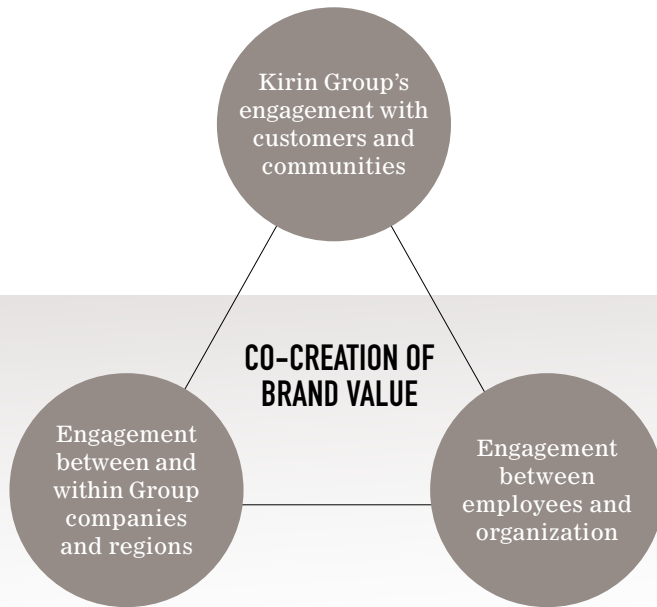 Kirin Group's
engagement with
customers and
communities
CO-CREATION OF
BRAND VALUE
Engagement
between and
within Group
companies
and regions
Engagement
between
employees and
organization